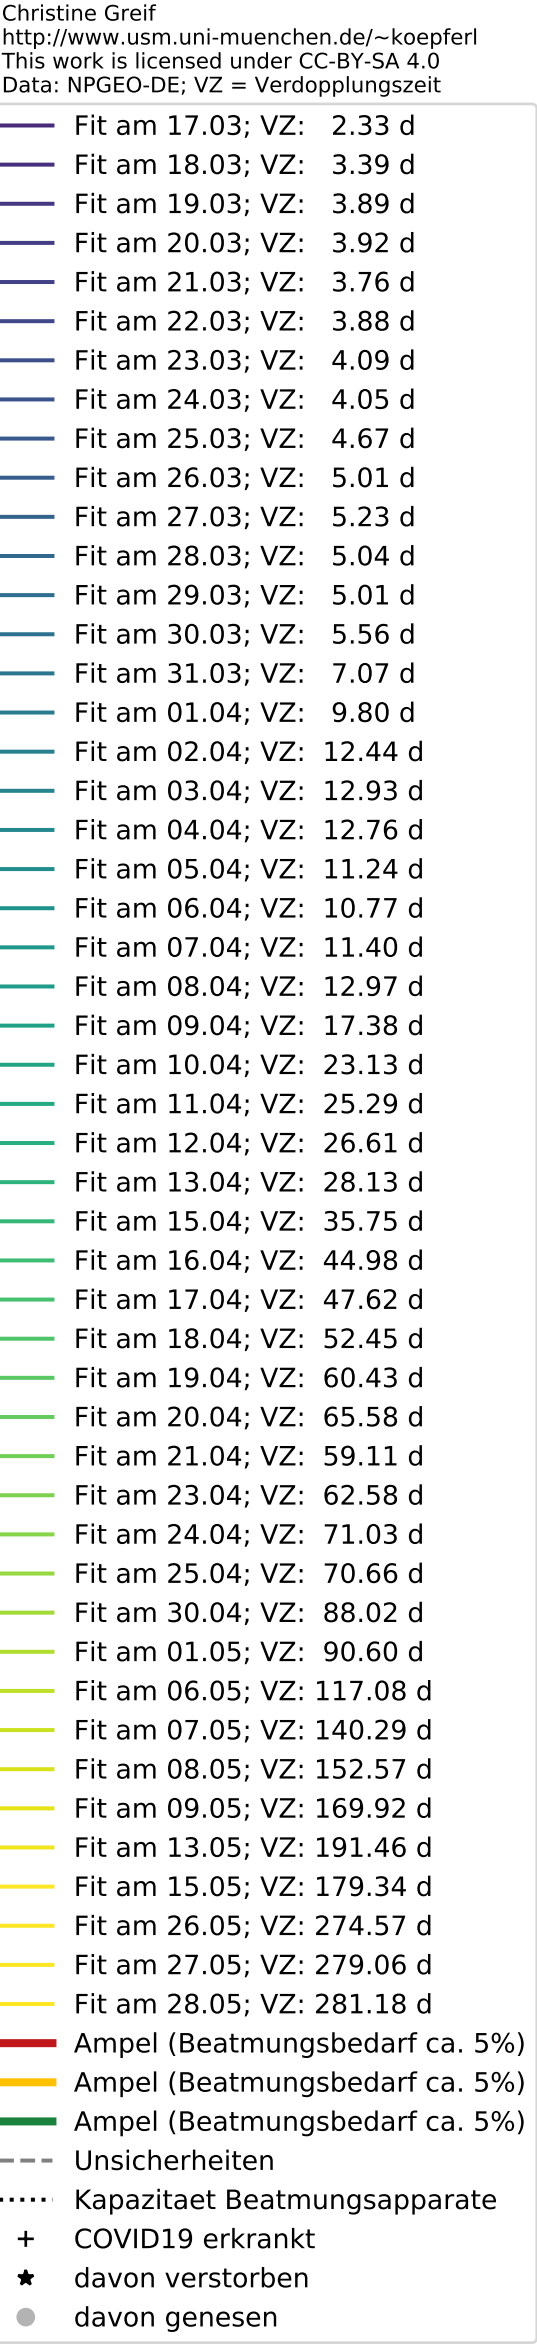 Christine Greif
http://www.usm.uni-muenchen.de/~koepferl
This work is licensed under CC-BY-SA 4.0
Data: NPGEO-DE; VZ = Verdopplungszeit
Fit am 17.03; VZ: 2.33 d
Fit am 18.03; VZ: 3.39 d
Fit am 19.03; VZ: 3.89 d
Fit am 20.03; VZ: 3.92 d
Fit am 21.03; VZ: 3.76 d
Fit am 22.03; VZ: 3.88 d
Fit am 23.03; VZ: 4.09 d
Fit am 24.03; VZ: 4.05 d
Fit am 25.03; VZ: 4.67 d
Fit am 26.03; VZ: 5.01 d
Fit am 27.03; VZ: 5.23 d
Fit am 28.03; VZ: 5.04 d
Fit am 29.03; VZ: 5.01 d
Fit am 30.03; VZ: 5.56 d
Fit am 31.03; VZ: 7.07 d
Fit am 01.04; VZ: 9.80 d
Fit am 02.04; VZ: 12.44 d
Fit am 03.04; VZ: 12.93 d
Fit am 04.04; VZ: 12.76 d
Fit am 05.04; VZ: 11.24 d
Fit am 06.04; VZ: 10.77 d
Fit am 07.04; VZ: 11.40 d
Fit am 08.04; VZ: 12.97 d
Fit am 09.04; VZ: 17.38 d
Fit am 10.04; VZ: 23.13 d
Fit am 11.04; VZ: 25.29 d
Fit am 12.04; VZ: 26.61 d
Fit am 13.04; VZ: 28.13 d
Fit am 15.04; VZ: 35.75 d
Fit am 16.04; VZ: 44.98 d
Fit am 17.04; VZ: 47.62 d
Fit am 18.04; VZ: 52.45 d
Fit am 19.04; VZ: 60.43 d
Fit am 20.04; VZ: 65.58 d
Fit am 21.04; VZ: 59.11 d
Fit am 23.04; VZ: 62.58 d
Fit am 24.04; VZ: 71.03 d
Fit am 25.04; VZ: 70.66 d
Fit am 30.04; VZ: 88.02 d
Fit am 01.05; VZ: 90.60 d
Fit am 06.05; VZ: 117.08 d
Fit am 07.05; VZ: 140.29 d
Fit am 08.05; VZ: 152.57 d
Fit am 09.05; VZ: 169.92 d
Fit am 13.05; VZ: 191.46 d
Fit am 15.05; VZ: 179.34 d
Fit am 26.05; VZ: 274.57 d
Fit am 27.05; VZ: 279.06 d
Fit am 28.05; VZ: 281.18 d
Ampel (Beatmungsbedarf ca. 5%)
Ampel (Beatmungsbedarf ca. 5%)
Ampel (Beatmungsbedarf ca. 5%)
Unsicherheiten
Kapazitaet Beatmungsapparate
COVID19 erkrankt
davon verstorben
davon genesen